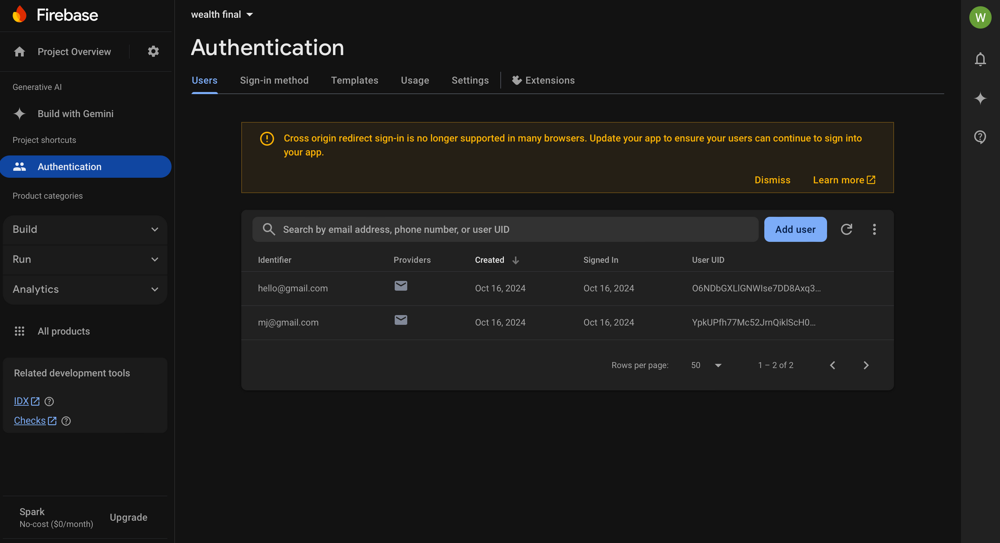 Firebase
Project Overview
Generative AI
Build with Gemini
Project shortcuts
Authentication
Product categories
Build
Run
Analytics
All products
Related development tools
IDX
Checks
Spark
No-cost ($0/month)
Upgrade
wealth final
Authentication
Users Sign-in method Templates Usage Settings Extensions
Cross origin redirect sign-in is no longer supported in many browsers. Update your app to ensure your users can continue to sign into
your app.
Dismiss Learn more
Search by email address, phone number, or user UID Add user
Identifier Providers Created Signed In User UID
hello@gmail.com Oct 16, 2024 Oct 16, 2024 O6NDbGXLlGNWIse7DD8Axq3...
mj@gmail.com Oct 16, 2024 Oct 16, 2024 YpkUPfh77Mc52JrnQiklScH0...
Rows per page: 50 1 – 2 of 2
W